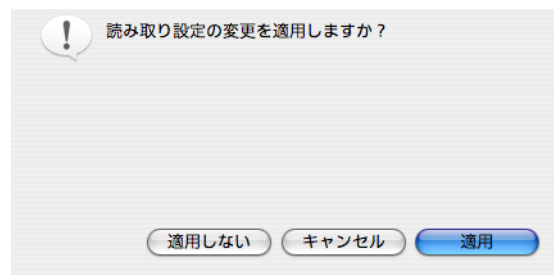 読み取り設定の変更を適用しますか？
適用しない キャンセル 適用